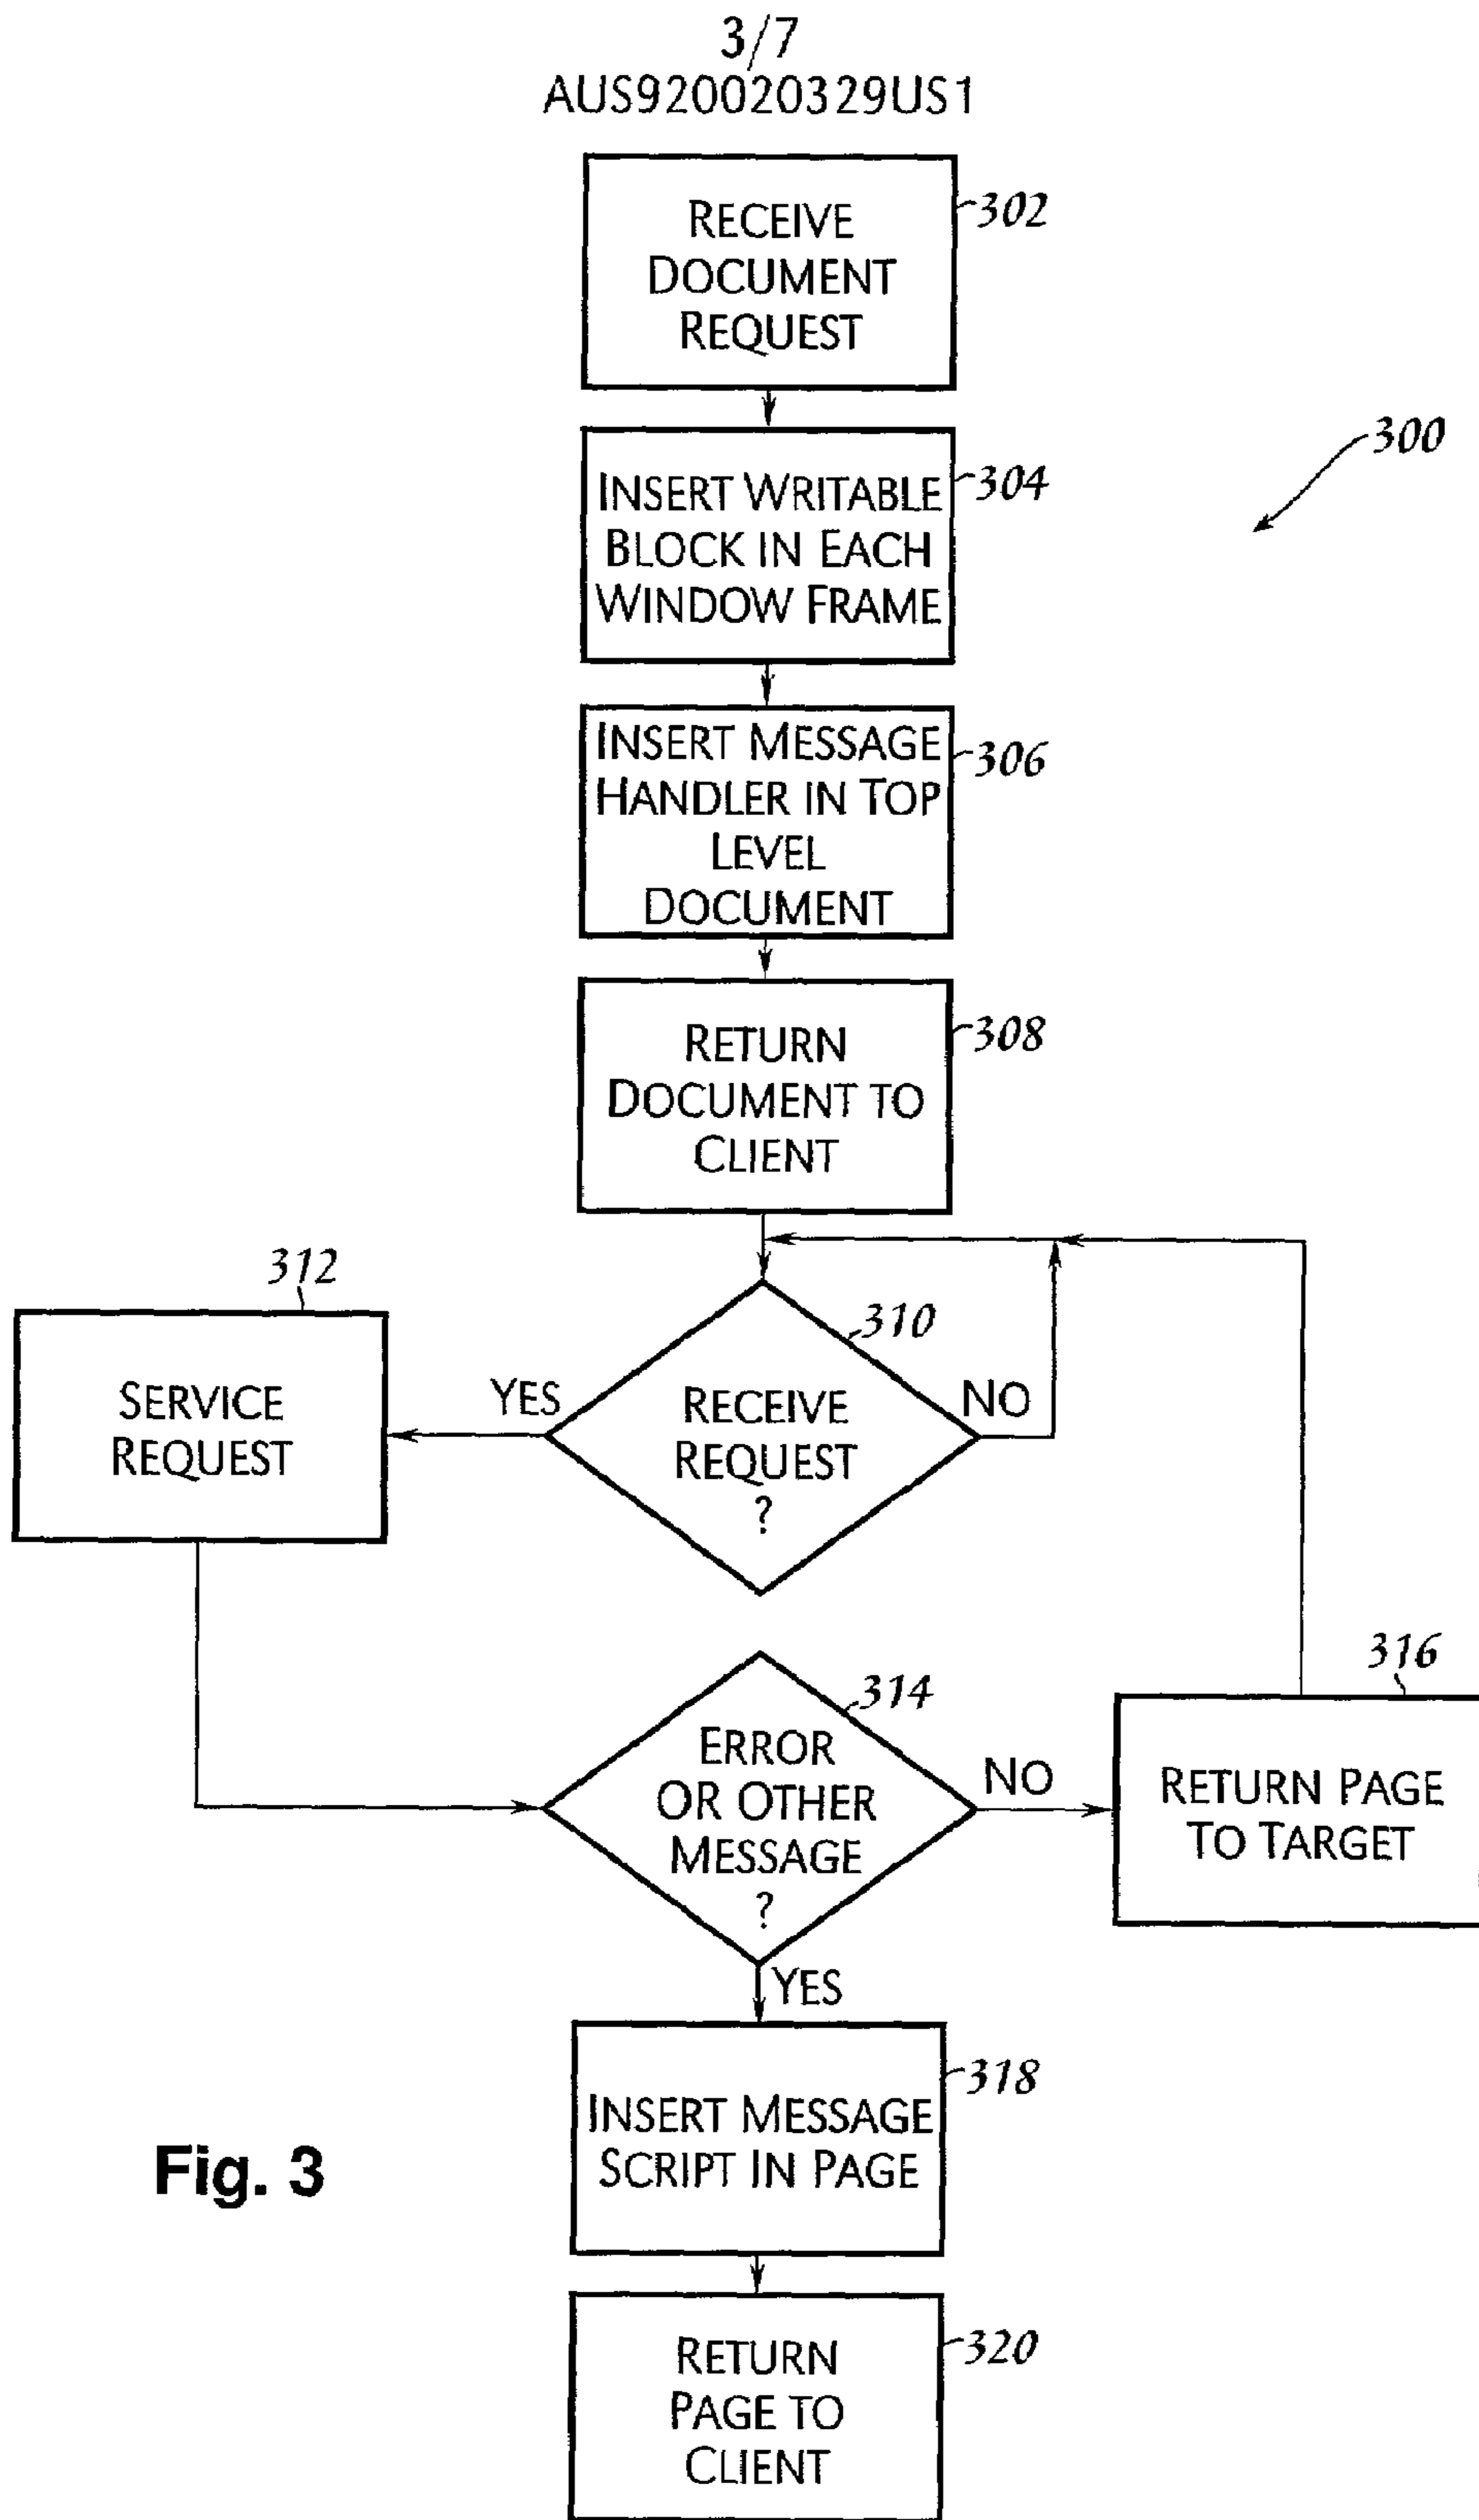 3/7
AUS920020329US1
RECEIVE
DOCUMENT
REQUEST
302
300
INSERT WRITABLE
BLOCK IN EACH
WINDOW FRAME
304
INSERT MESSAGE
HANDLER IN TOP
LEVEL
DOCUMENT
306
RETURN
DOCUMENT TO
CLIENT
308
312
SERVICE
REQUEST
YES
310
RECEIVE
REQUEST
?
NO
314
ERROR
OR OTHER
MESSAGE
?
NO
316
RETURN PAGE
TO TARGET
YES
INSERT MESSAGE
SCRIPT IN PAGE
318
Fig. 3
RETURN
PAGE TO
CLIENT
320